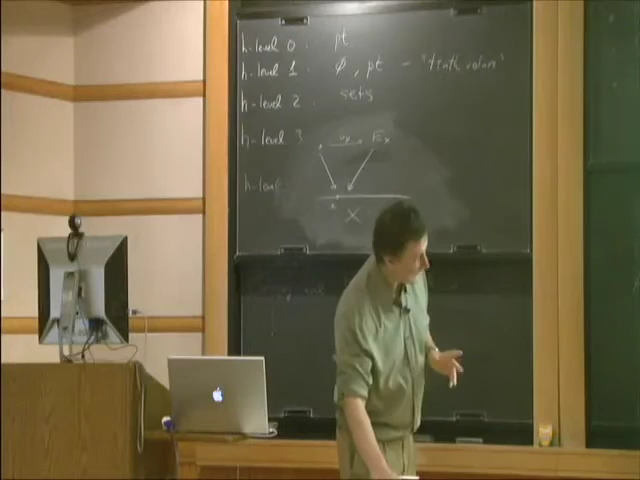 h-level 0 . pt
h-level 1 : ∅, pt - "truth values"
h-level 2 : sets
h-level 3
h-level
X